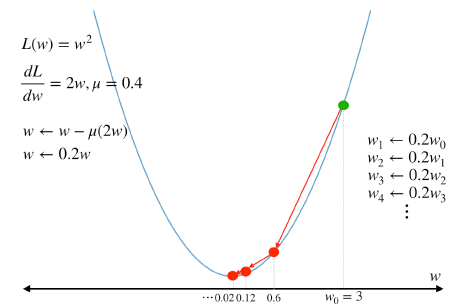 L(w) = w²
dL/dw = 2w, μ = 0.4
w ← w − μ(2w)
w ← 0.2w
w₁ ← 0.2w₀
w₂ ← 0.2w₁
w₃ ← 0.2w₂
w₄ ← 0.2w₃
⋮
w
⋯ 0.02 0.12 0.6 w₀ = 3